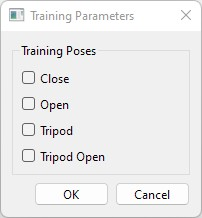 Training Parameters
Training Poses
Close
Open
Tripod
Tripod Open
OK
Cancel